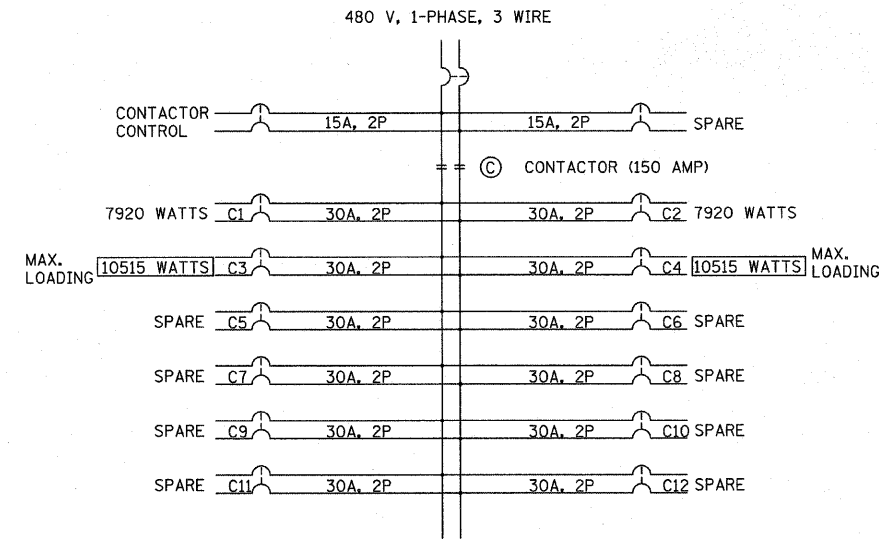 480 V, 1-PHASE, 3 WIRE
CONTACTOR CONTROL 15A, 2P 15A, 2P SPARE
C CONTACTOR (150 AMP)
7920 WATTS C1 30A, 2P 30A, 2P C2 7920 WATTS
MAX. LOADING 10515 WATTS C3 30A, 2P 30A, 2P C4 10515 WATTS MAX. LOADING
SPARE C5 30A, 2P 30A, 2P C6 SPARE
SPARE C7 30A, 2P 30A, 2P C8 SPARE
SPARE C9 30A, 2P 30A, 2P C10 SPARE
SPARE C11 30A, 2P 30A, 2P C12 SPARE